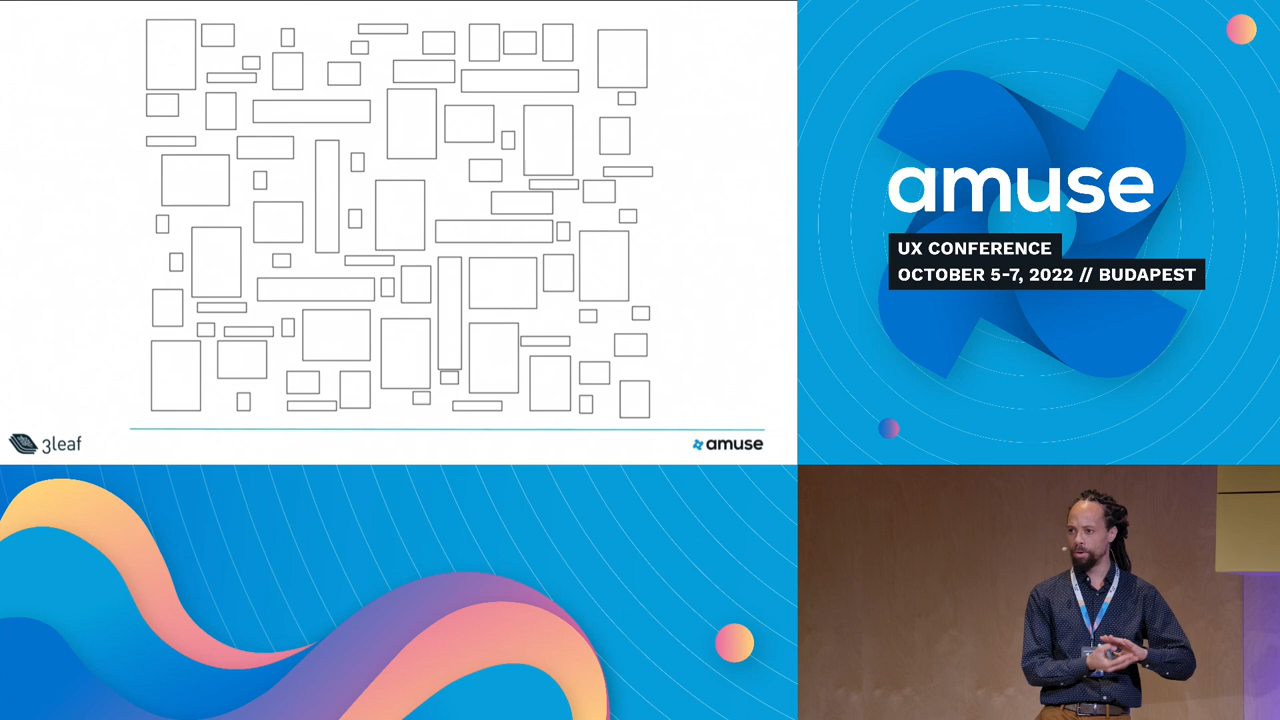 3leaf
amuse
amuse
UX CONFERENCE
OCTOBER 5-7, 2022 // BUDAPEST